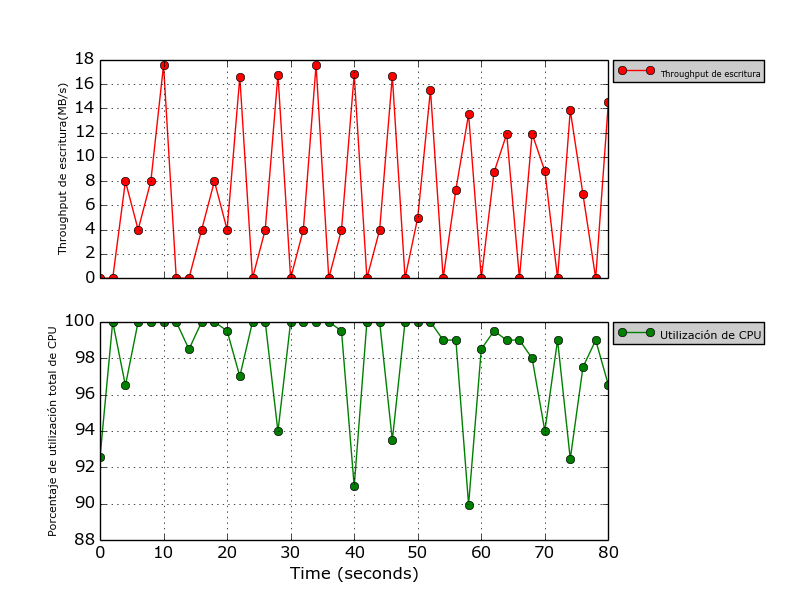 18
16
14
12
10
8
6
4
2
0
Throughput de escritura(MB/s)
Throughput de escritura
100
98
96
94
92
90
88
Porcentaje de utilización total de CPU
Utilización de CPU
0 10 20 30 40 50 60 70 80
Time (seconds)